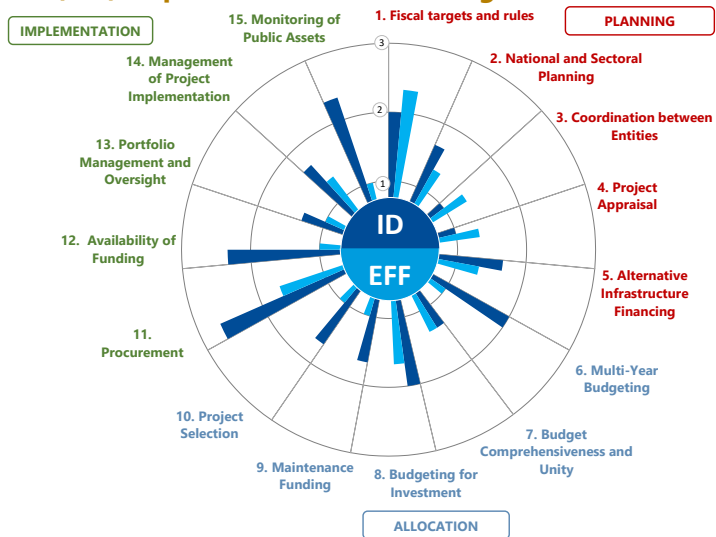 IMPLEMENTATION
15. Monitoring of
Public Assets
1. Fiscal targets and rules
PLANNING
14. Management
of Project
Implementation
2. National and Sectoral
Planning
3. Coordination between
Entities
13. Portfolio
Management and
Oversight
4. Project
Appraisal
12. Availability of
Funding
5. Alternative
Infrastructure
Financing
11.
Procurement
6. Multi-Year
Budgeting
10. Project
Selection
7. Budget
Comprehensiveness and
Unity
9. Maintenance
Funding
8. Budgeting for
Investment
ALLOCATION
3
2
1
ID
EFF